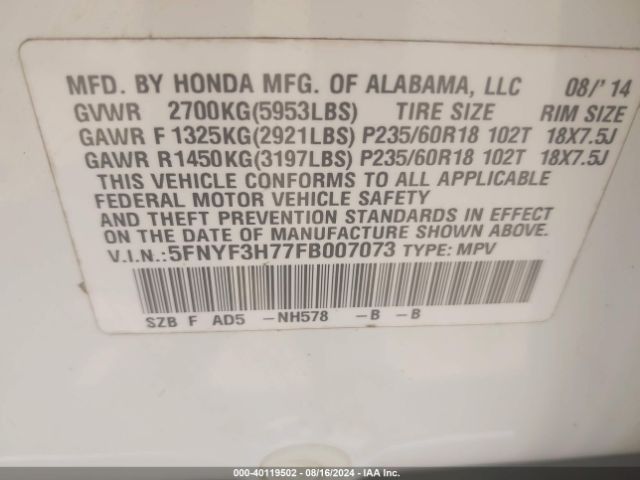 MFD. BY HONDA MFG. OF ALABAMA, LLC 08/'14
GVWR 2700KG(5953LBS) TIRE SIZE RIM SIZE
GAWR F 1325KG(2921LBS) P235/60R18 102T 18X7.5J
GAWR R1450KG(3197LBS) P235/60R18 102T 18X7.5J
THIS VEHICLE CONFORMS TO ALL APPLICABLE
FEDERAL MOTOR VEHICLE SAFETY
AND THEFT PREVENTION STANDARDS IN EFFECT
ON THE DATE OF MANUFACTURE SHOWN ABOVE.
V.I.N.:5FNYF3H77FB007073 TYPE: MPV
SZB F AD5 -NH578 -B -B
000-40119502 - 08/16/2024 - IAAI.com